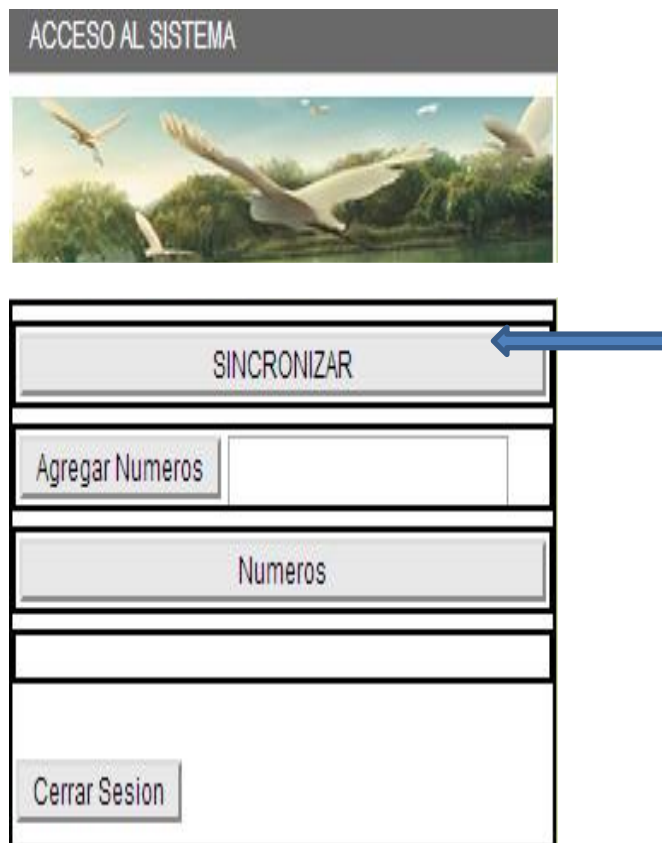 ACCESO AL SISTEMA
SINCRONIZAR
Agregar Numeros
Numeros
Cerrar Sesion